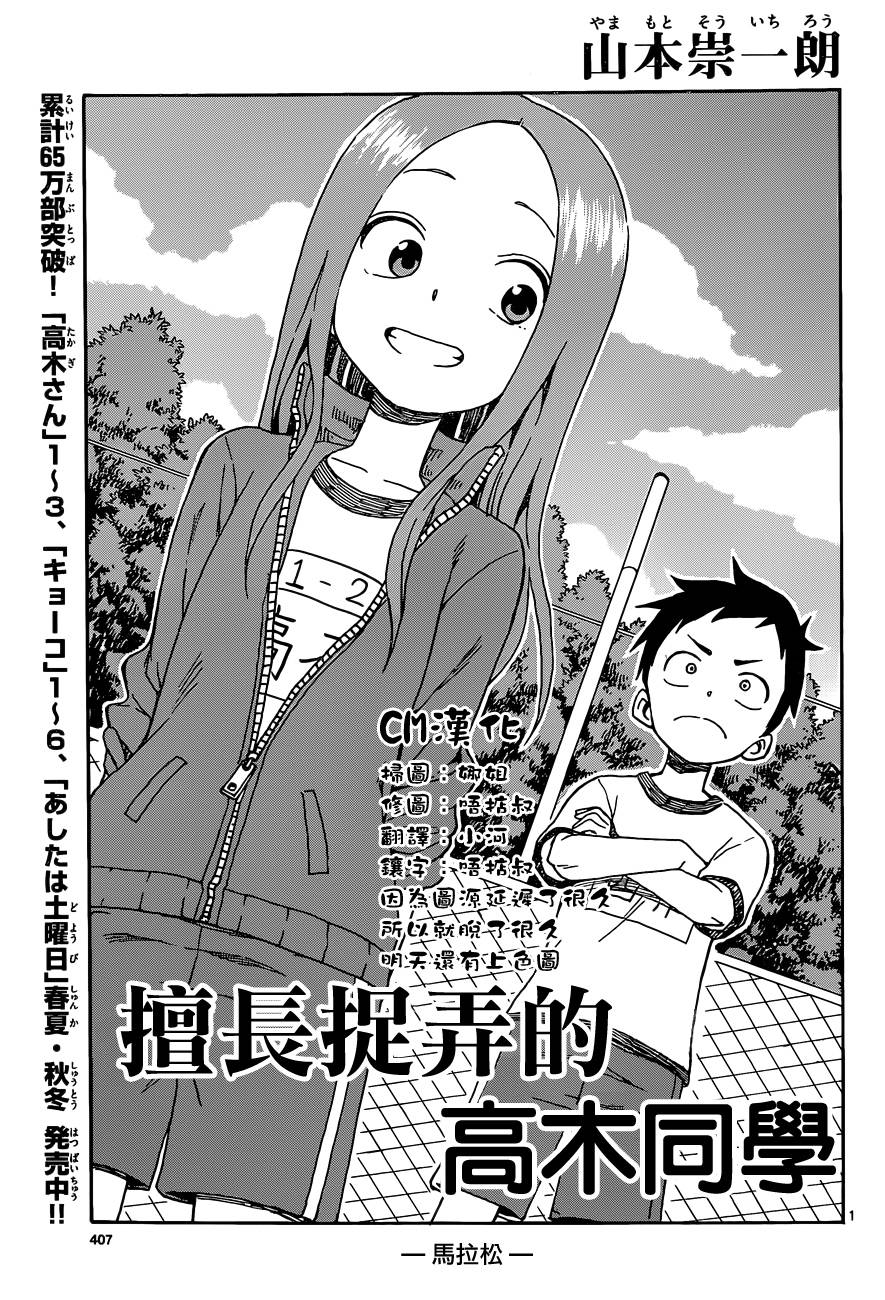 やま もと そう いち ろう
山本崇一朗
累計65万部突破!「高木さん」1〜3、「キョーコ」1〜6、「あしたは土曜日」春夏・秋冬 発売中!!
るいけい まんぶとっぱ たかぎ どようび しゅんか しゅうとう はつばいちゅう
1-2
高木
CM漢化
掃圖：娜姐
修圖：唔掂叔
翻譯：小河
鑲字：唔掂叔
因為圖源延遲了很久
所以就脫了很久
明天還有上色圖
擅長捉弄的
高木同學
1
407
— 馬拉松 —